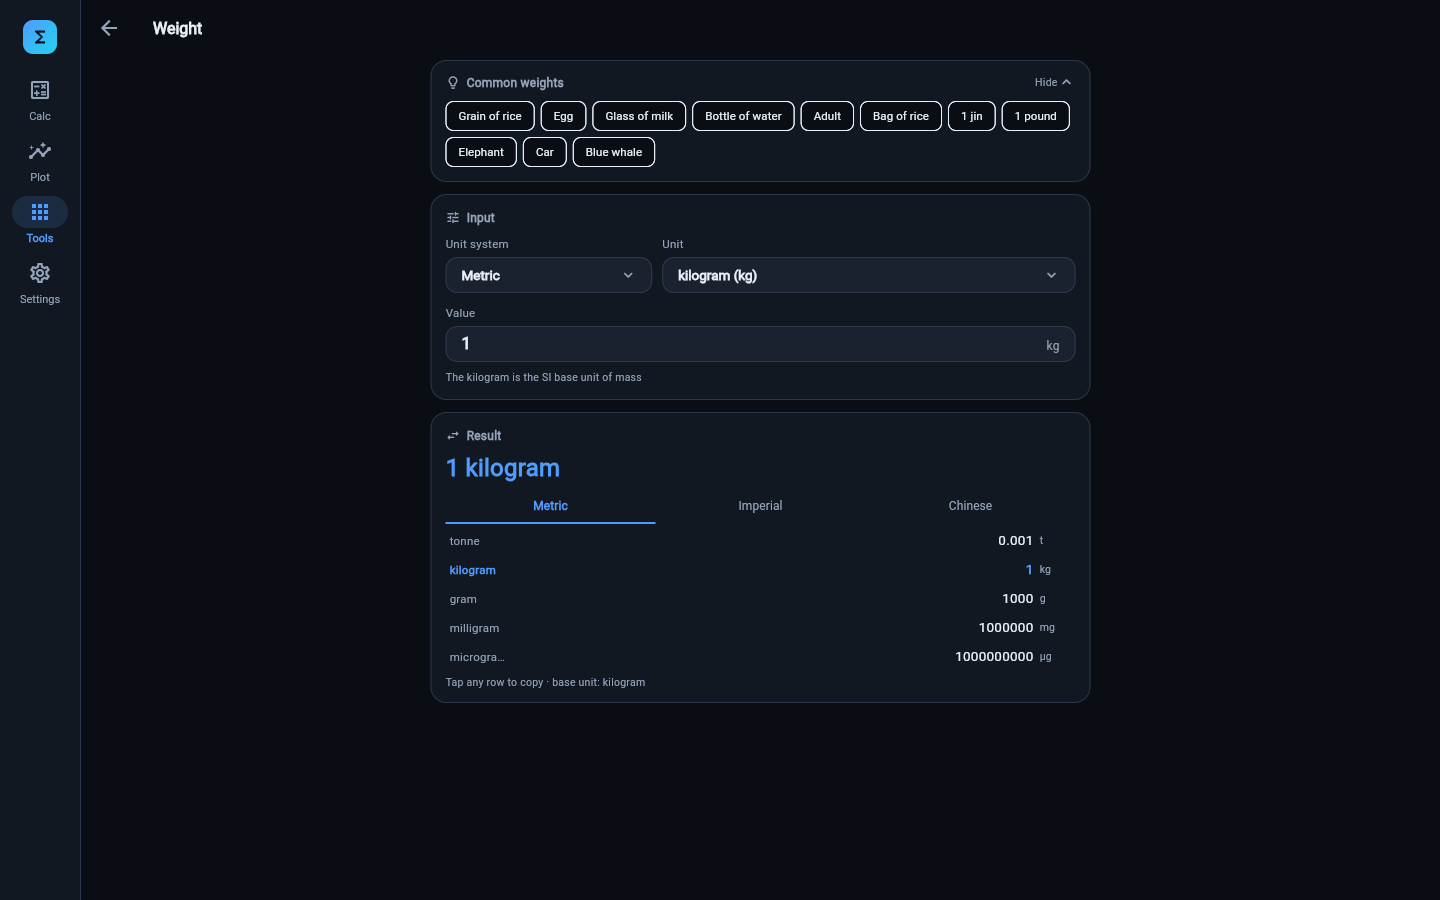 Σ
Calc
Plot
Tools
Settings
Weight
Common weights
Hide
Grain of rice Egg Glass of milk Bottle of water Adult Bag of rice 1 jin 1 pound
Elephant Car Blue whale
Input
Unit system Unit
Metric kilogram (kg)
Value
1 kg
The kilogram is the SI base unit of mass
Result
1 kilogram
Metric Imperial Chinese
tonne 0.001 t
kilogram 1 kg
gram 1000 g
milligram 1000000 mg
microgra… 1000000000 µg
Tap any row to copy · base unit: kilogram